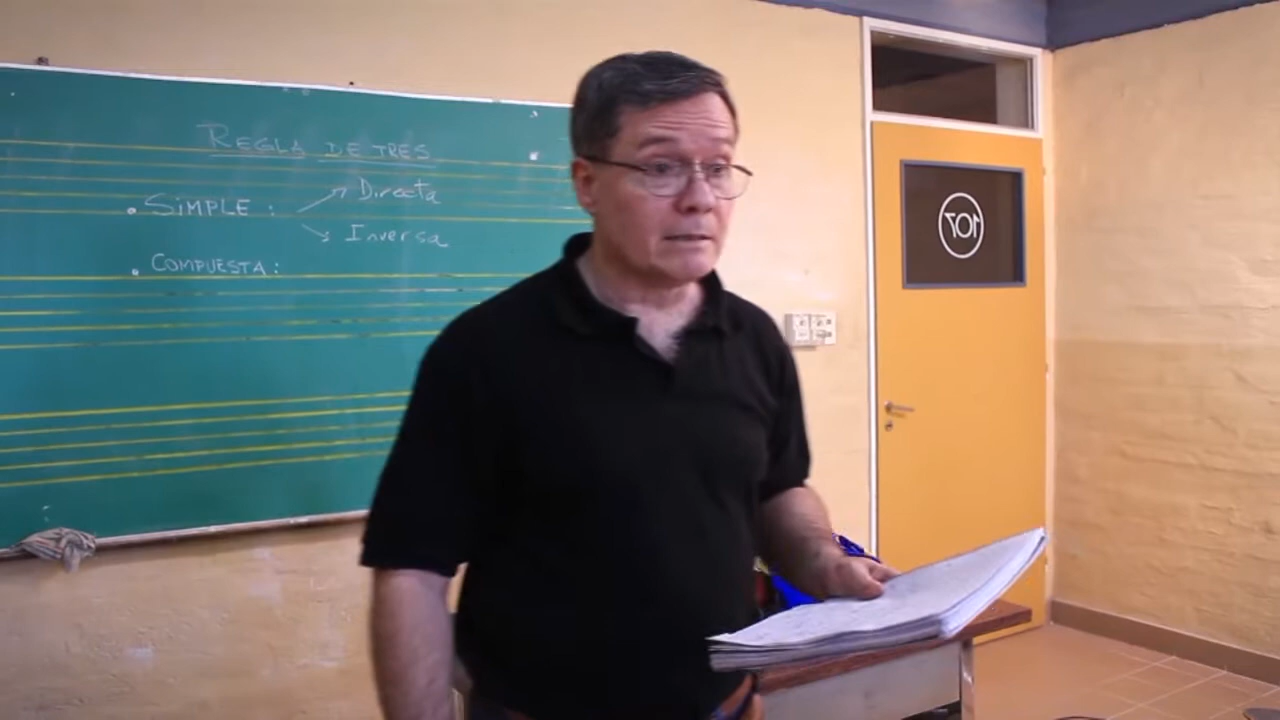 REGLA DE TRES
. SIMPLE : Directa
Inversa
. COMPUESTA :
107